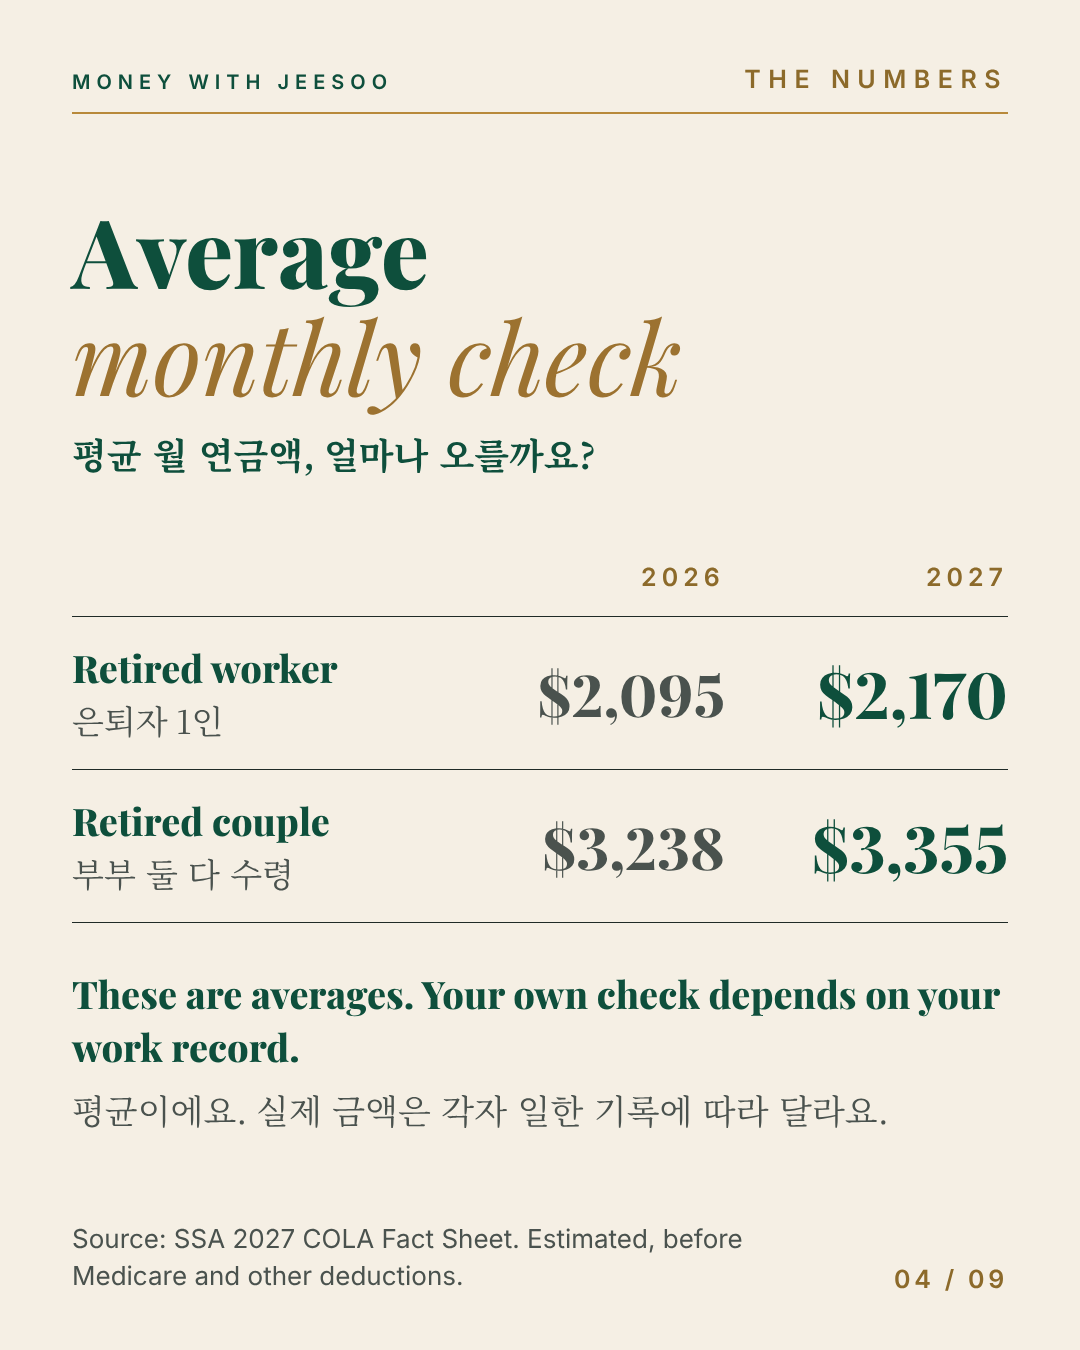 MONEY WITH JEESOO
THE NUMBERS
Average
monthly check
평균 월 연금액, 얼마나 오를까요?
2026 2027
Retired worker
은퇴자 1인
$2,095 $2,170
Retired couple
부부 둘 다 수령
$3,238 $3,355
These are averages. Your own check depends on your
work record.
평균이에요. 실제 금액은 각자 일한 기록에 따라 달라요.
Source: SSA 2027 COLA Fact Sheet. Estimated, before
Medicare and other deductions.
04 / 09